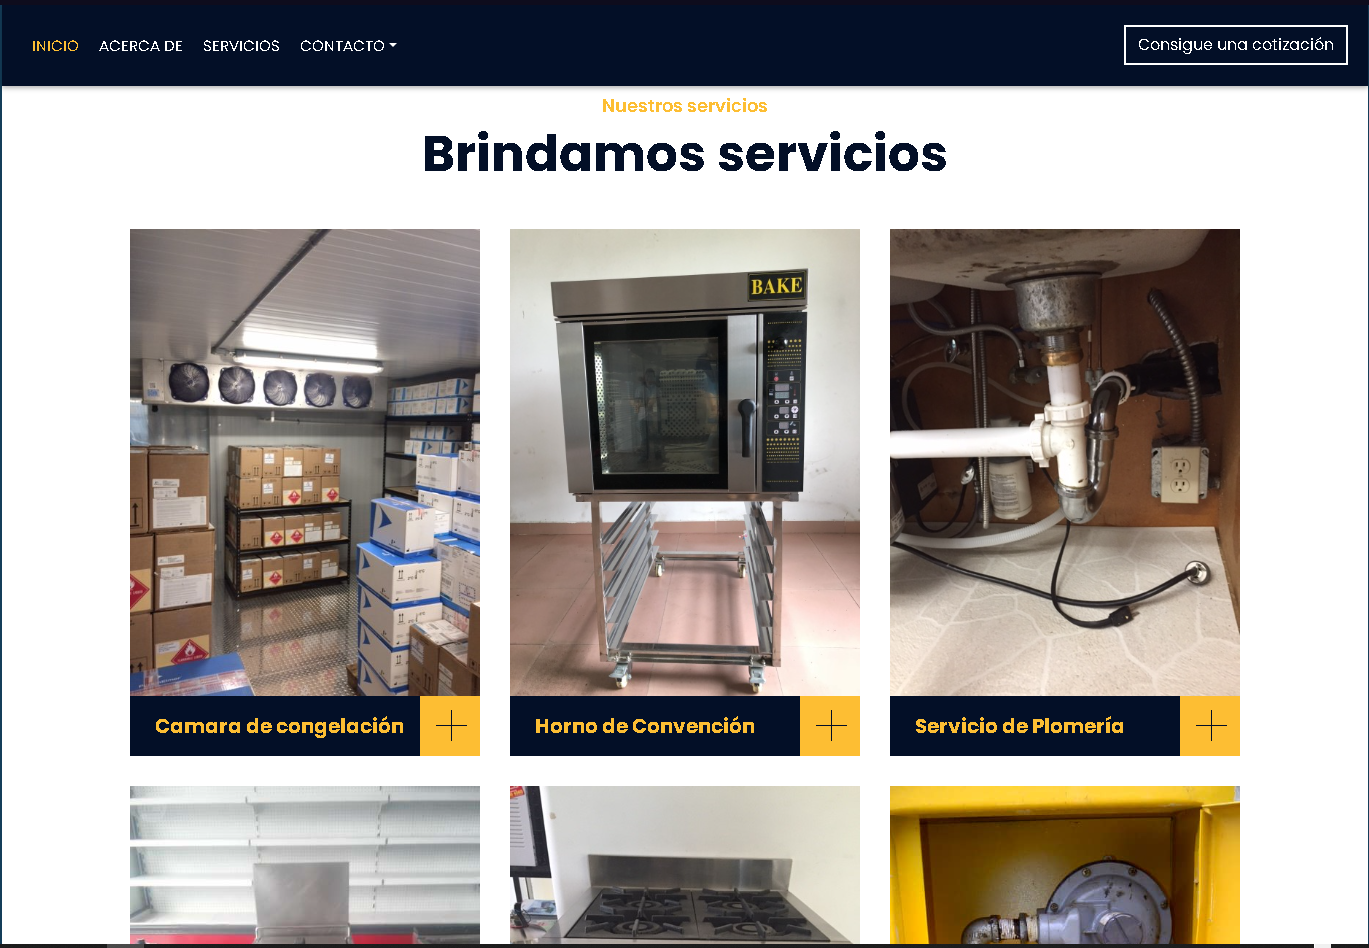 INICIO ACERCA DE SERVICIOS CONTACTO Consigue una cotización
Nuestros servicios
Brindamos servicios
BAKE
Camara de congelación
Horno de Convención
Servicio de Plomería